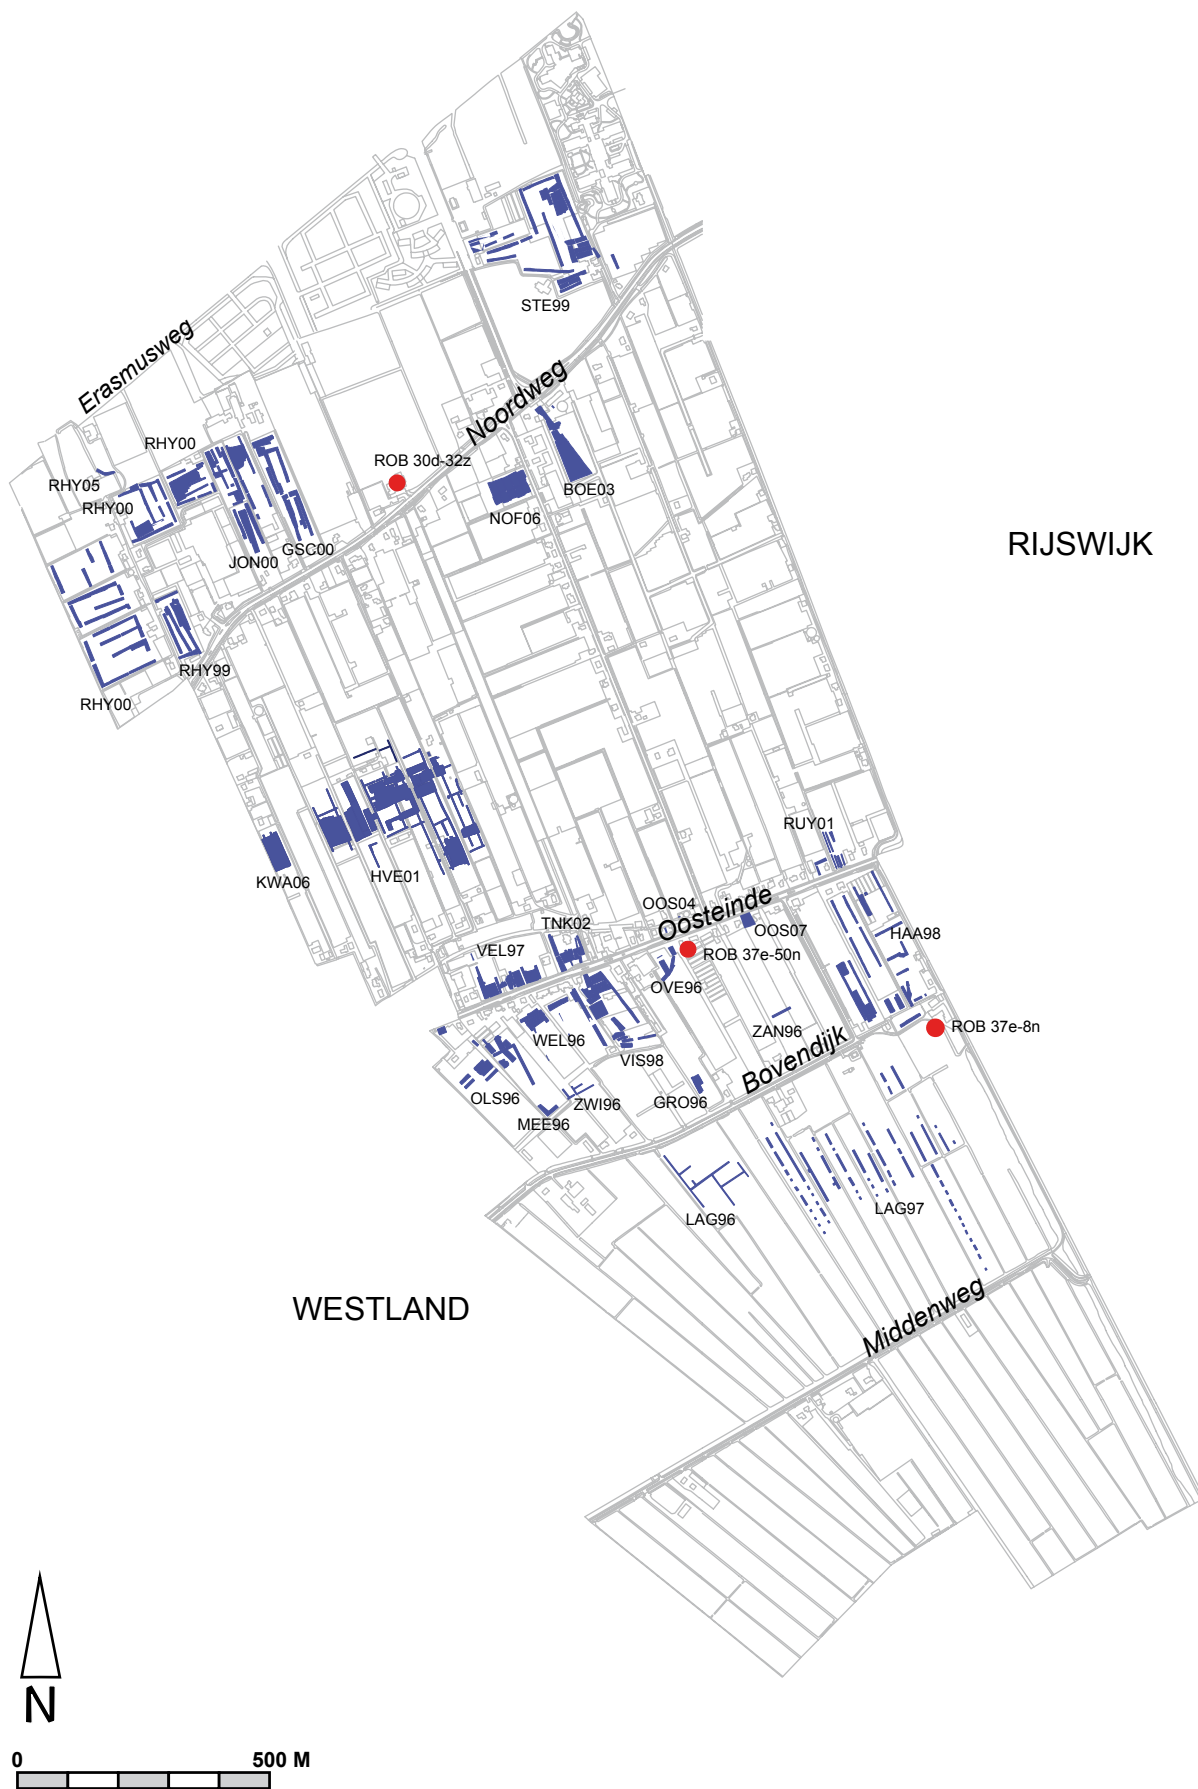 STE99
Erasmusweg
Noordweg
RHY00
ROB 30d-32z
RHY05
BOE03
RHY00
NOF06
RIJSWIJK
GSC00
JON00
RHY99
RHY00
RUY01
HVE01
KWA06
OOS04
Oosteinde
TNK02
OOS07
HAA98
VEL97
ROB 37e-50n
OVE96
ZAN96
ROB 37e-8n
WEL96
VIS98
Bovendijk
OLS96
GRO96
ZWI96
MEE96
LAG96
LAG97
WESTLAND
Middenweg
N
0 500 M